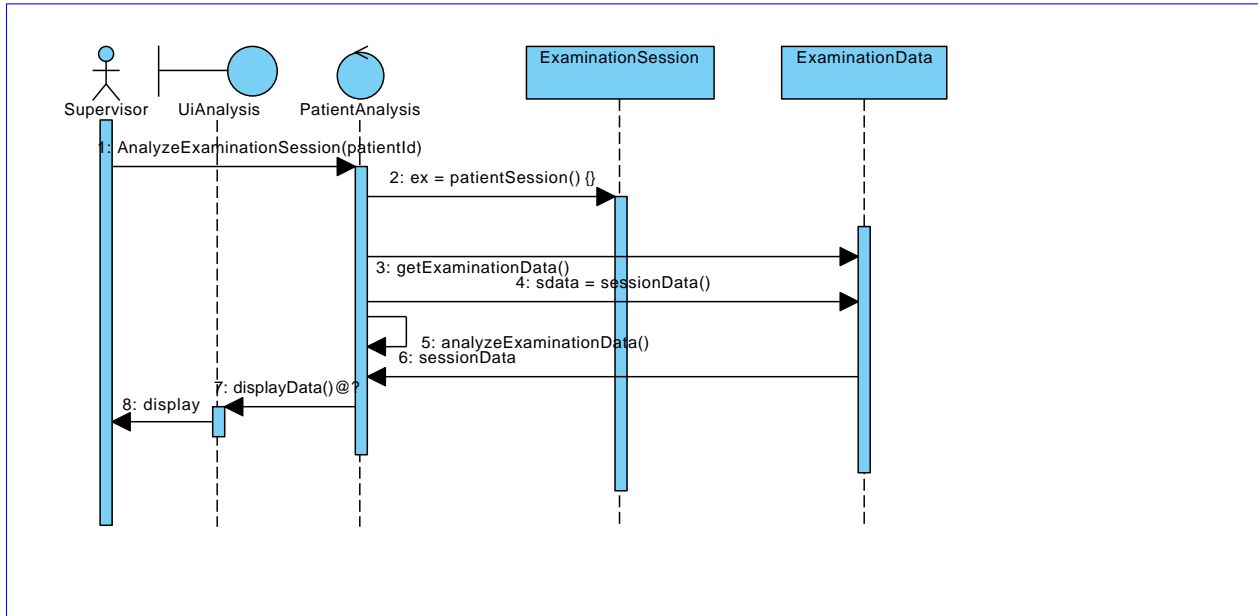 ExaminationSession
ExaminationData
Supervisor
UiAnalysis
PatientAnalysis
1: AnalyzeExaminationSession(patientId)
2: ex = patientSession() {}
3: getExaminationData()
4: sdata = sessionData()
5: analyzeExaminationData()
6: sessionData
7: displayData()@?
8: display